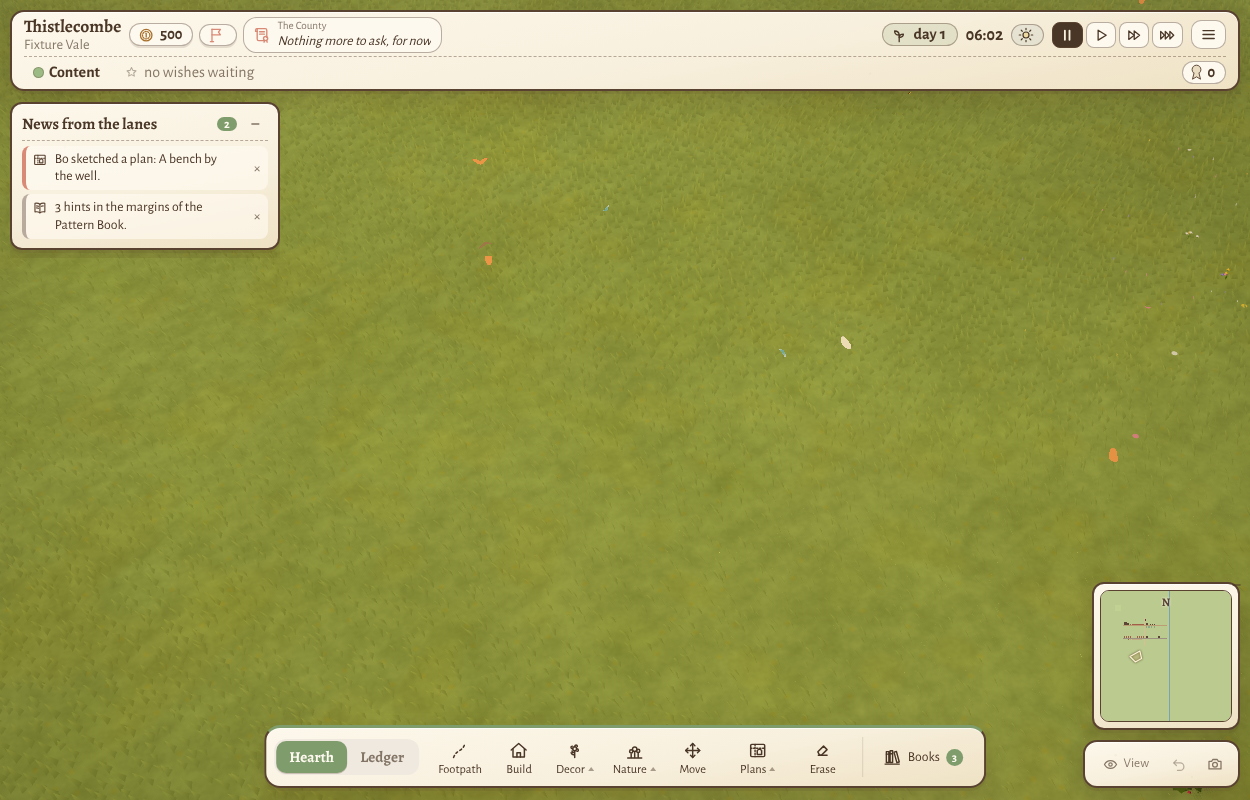 Thistlecombe
Fixture Vale
500
The County
Nothing more to ask, for now
day 1
06:02
Content
no wishes waiting
0
News from the lanes
2
Bo sketched a plan: A bench by
the well.
3 hints in the margins of the
Pattern Book.
N
Hearth
Ledger
Footpath
Build
Decor
Nature
Move
Plans
Erase
Books
3
View